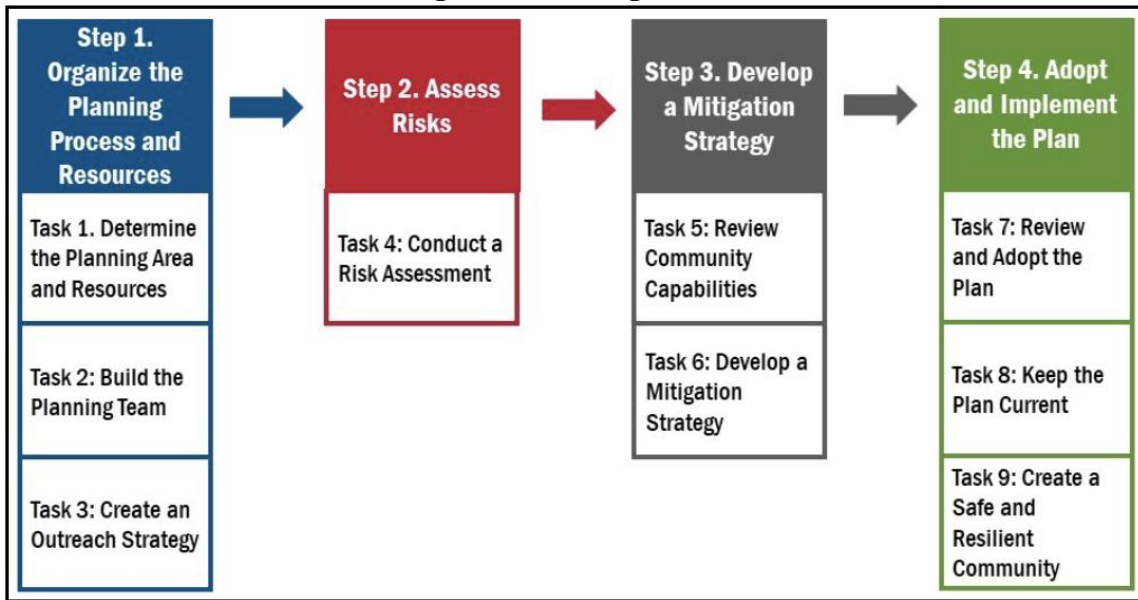 Step 1.
Organize the
Planning
Process and
Resources
Task 1. Determine
the Planning Area
and Resources
Task 2: Build the
Planning Team
Task 3: Create an
Outreach Strategy
Step 2. Assess
Risks
Task 4: Conduct a
Risk Assessment
Step 3. Develop
a Mitigation
Strategy
Task 5: Review
Community
Capabilities
Task 6: Develop a
Mitigation
Strategy
Step 4. Adopt
and Implement
the Plan
Task 7: Review
and Adopt the
Plan
Task 8: Keep the
Plan Current
Task 9: Create a
Safe and
Resilient
Community